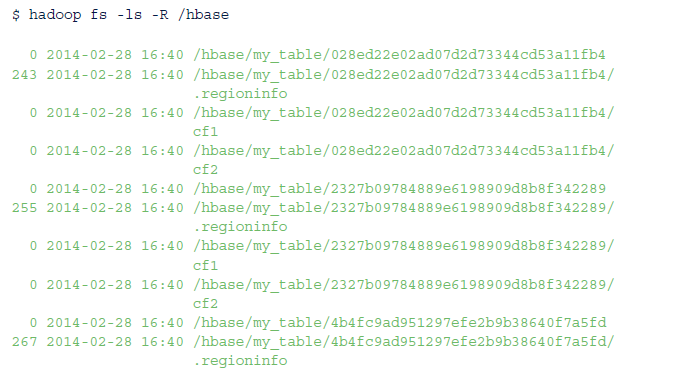 $ hadoop fs -ls -R /hbase
0 2014-02-28 16:40 /hbase/my_table/028ed22e02ad07d2d73344cd53a11fb4
243 2014-02-28 16:40 /hbase/my_table/028ed22e02ad07d2d73344cd53a11fb4/
.regioninfo
0 2014-02-28 16:40 /hbase/my_table/028ed22e02ad07d2d73344cd53a11fb4/
cf1
0 2014-02-28 16:40 /hbase/my_table/028ed22e02ad07d2d73344cd53a11fb4/
cf2
0 2014-02-28 16:40 /hbase/my_table/2327b09784889e6198909d8b8f342289
255 2014-02-28 16:40 /hbase/my_table/2327b09784889e6198909d8b8f342289/
.regioninfo
0 2014-02-28 16:40 /hbase/my_table/2327b09784889e6198909d8b8f342289/
cf1
0 2014-02-28 16:40 /hbase/my_table/2327b09784889e6198909d8b8f342289/
cf2
0 2014-02-28 16:40 /hbase/my_table/4b4fc9ad951297efe2b9b38640f7a5fd
267 2014-02-28 16:40 /hbase/my_table/4b4fc9ad951297efe2b9b38640f7a5fd/
.regioninfo